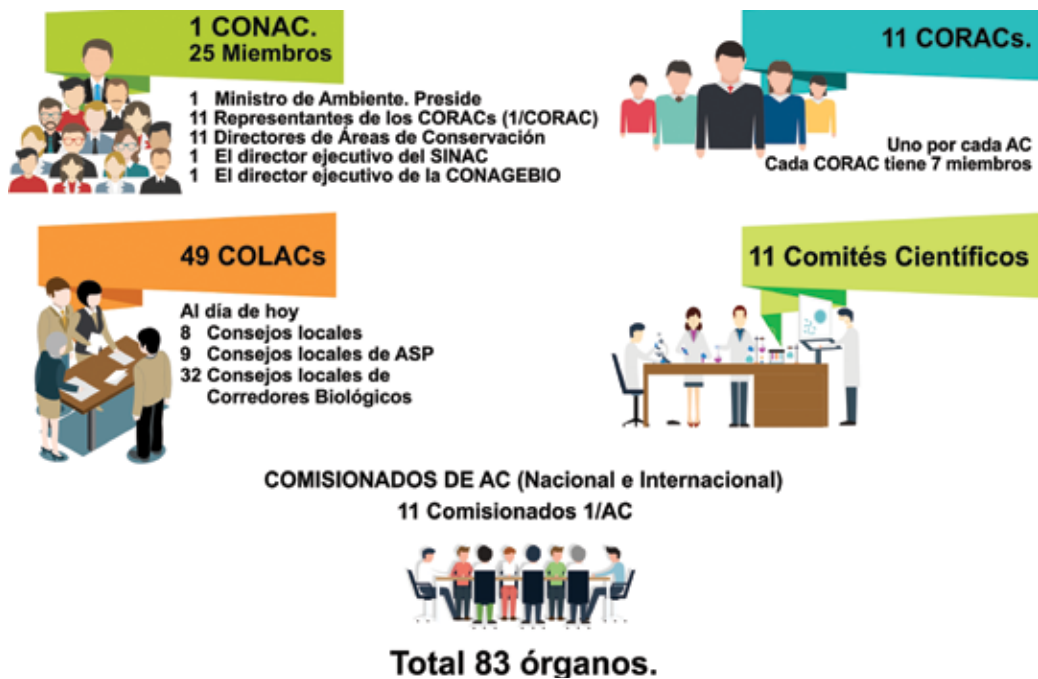 1 CONAC.
25 Miembros
1 Ministro de Ambiente. Preside
11 Representantes de los CORACs (1/CORAC)
11 Directores de Áreas de Conservación
1 El director ejecutivo del SINAC
1 El director ejecutivo de la CONAGEBIO
11 CORACs.
Uno por cada AC
Cada CORAC tiene 7 miembros
49 COLACs
Al día de hoy
8 Consejos locales
9 Consejos locales de ASP
32 Consejos locales de
Corredores Biológicos
11 Comités Científicos
COMISIONADOS DE AC (Nacional e Internacional)
11 Comisionados 1/AC
Total 83 órganos.